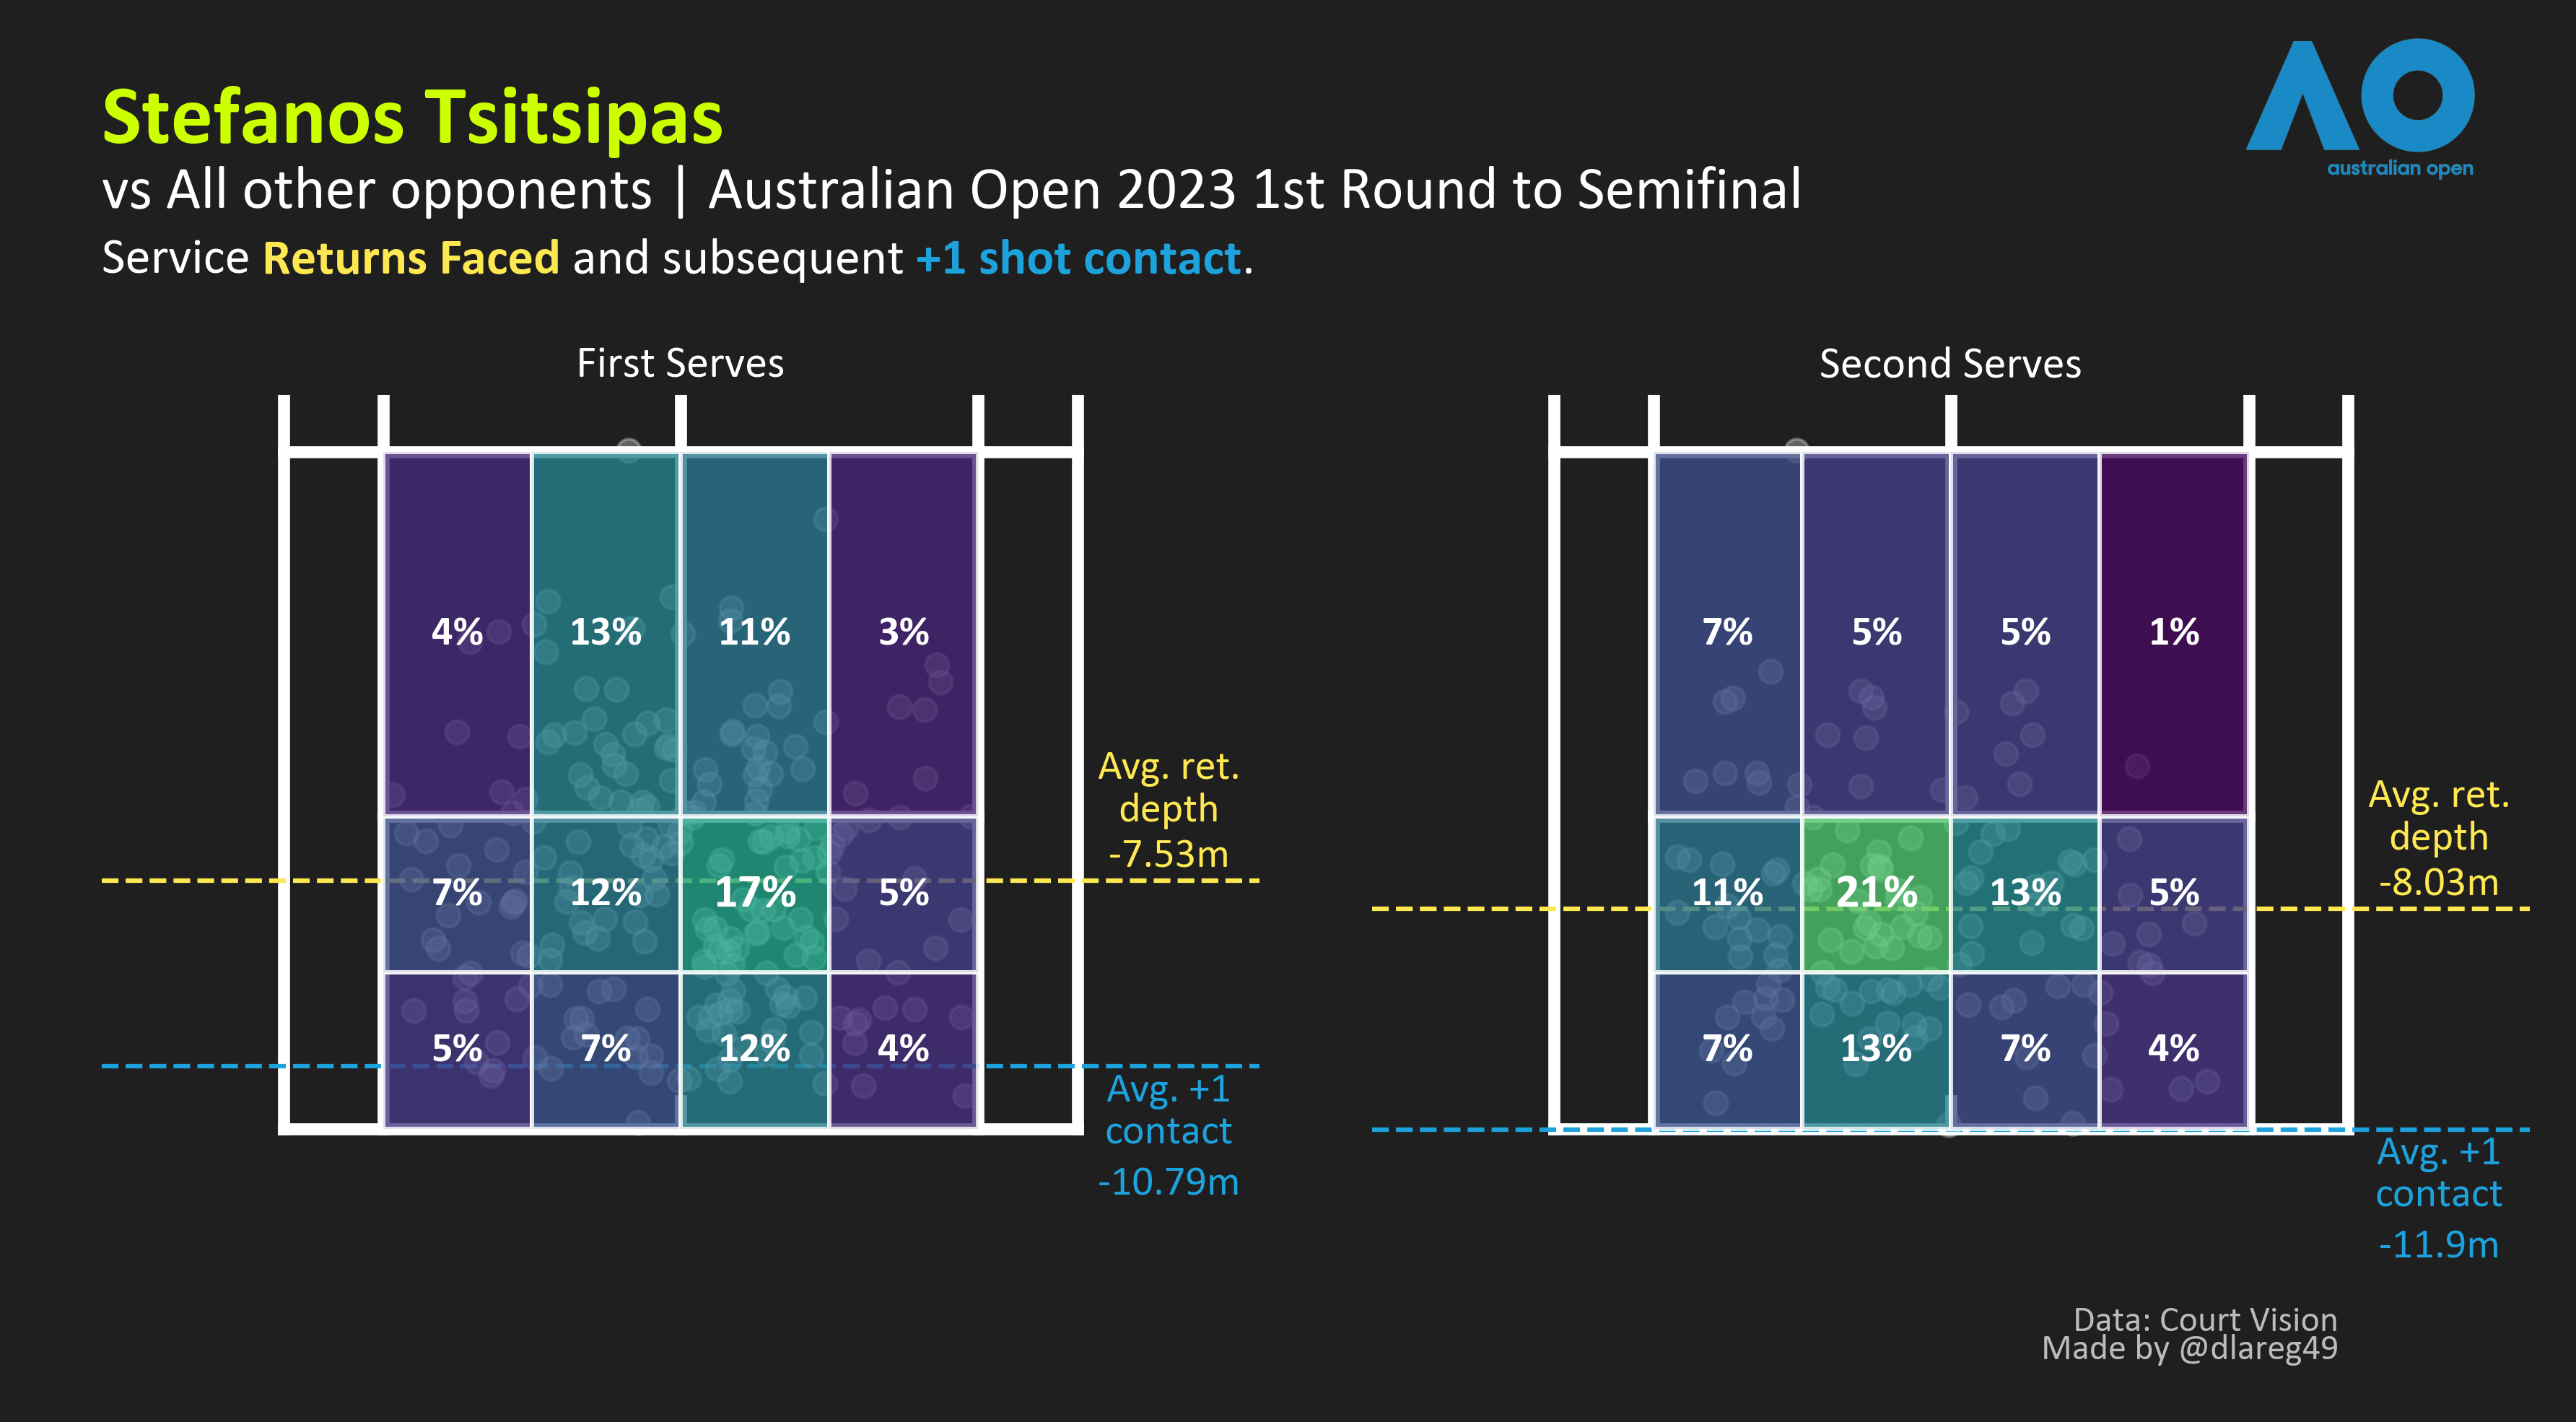 Stefanos Tsitsipas
vs All other opponents | Australian Open 2023 1st Round to Semifinal
Service Returns Faced and subsequent +1 shot contact.
AO
australian open
First Serves
4% 13% 11% 3%
7% 12% 17% 5%
5% 7% 12% 4%
Avg. ret.
depth
-7.53m
Avg. +1
contact
-10.79m
Second Serves
7% 5% 5% 1%
11% 21% 13% 5%
7% 13% 7% 4%
Avg. ret.
depth
-8.03m
Avg. +1
contact
-11.9m
Data: Court Vision
Made by @dlareg49